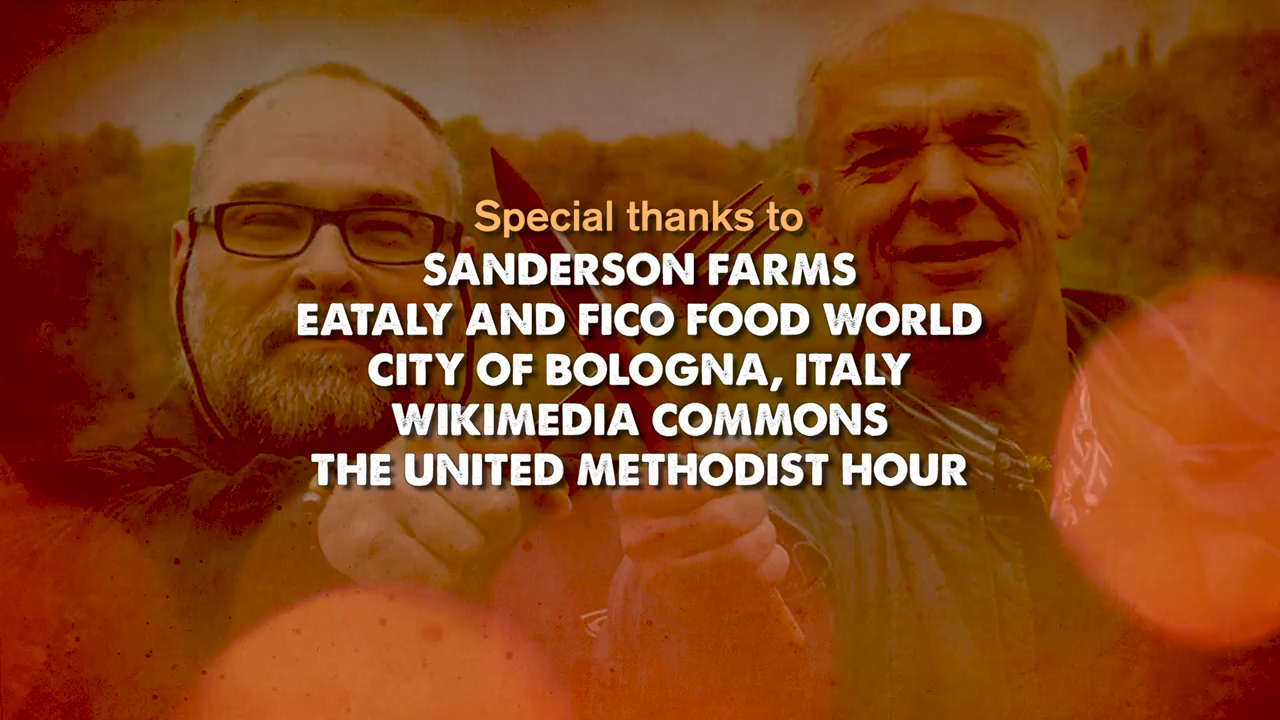 Special thanks to
SANDERSON FARMS
EATALY AND FICO FOOD WORLD
CITY OF BOLOGNA, ITALY
WIKIMEDIA COMMONS
THE UNITED METHODIST HOUR